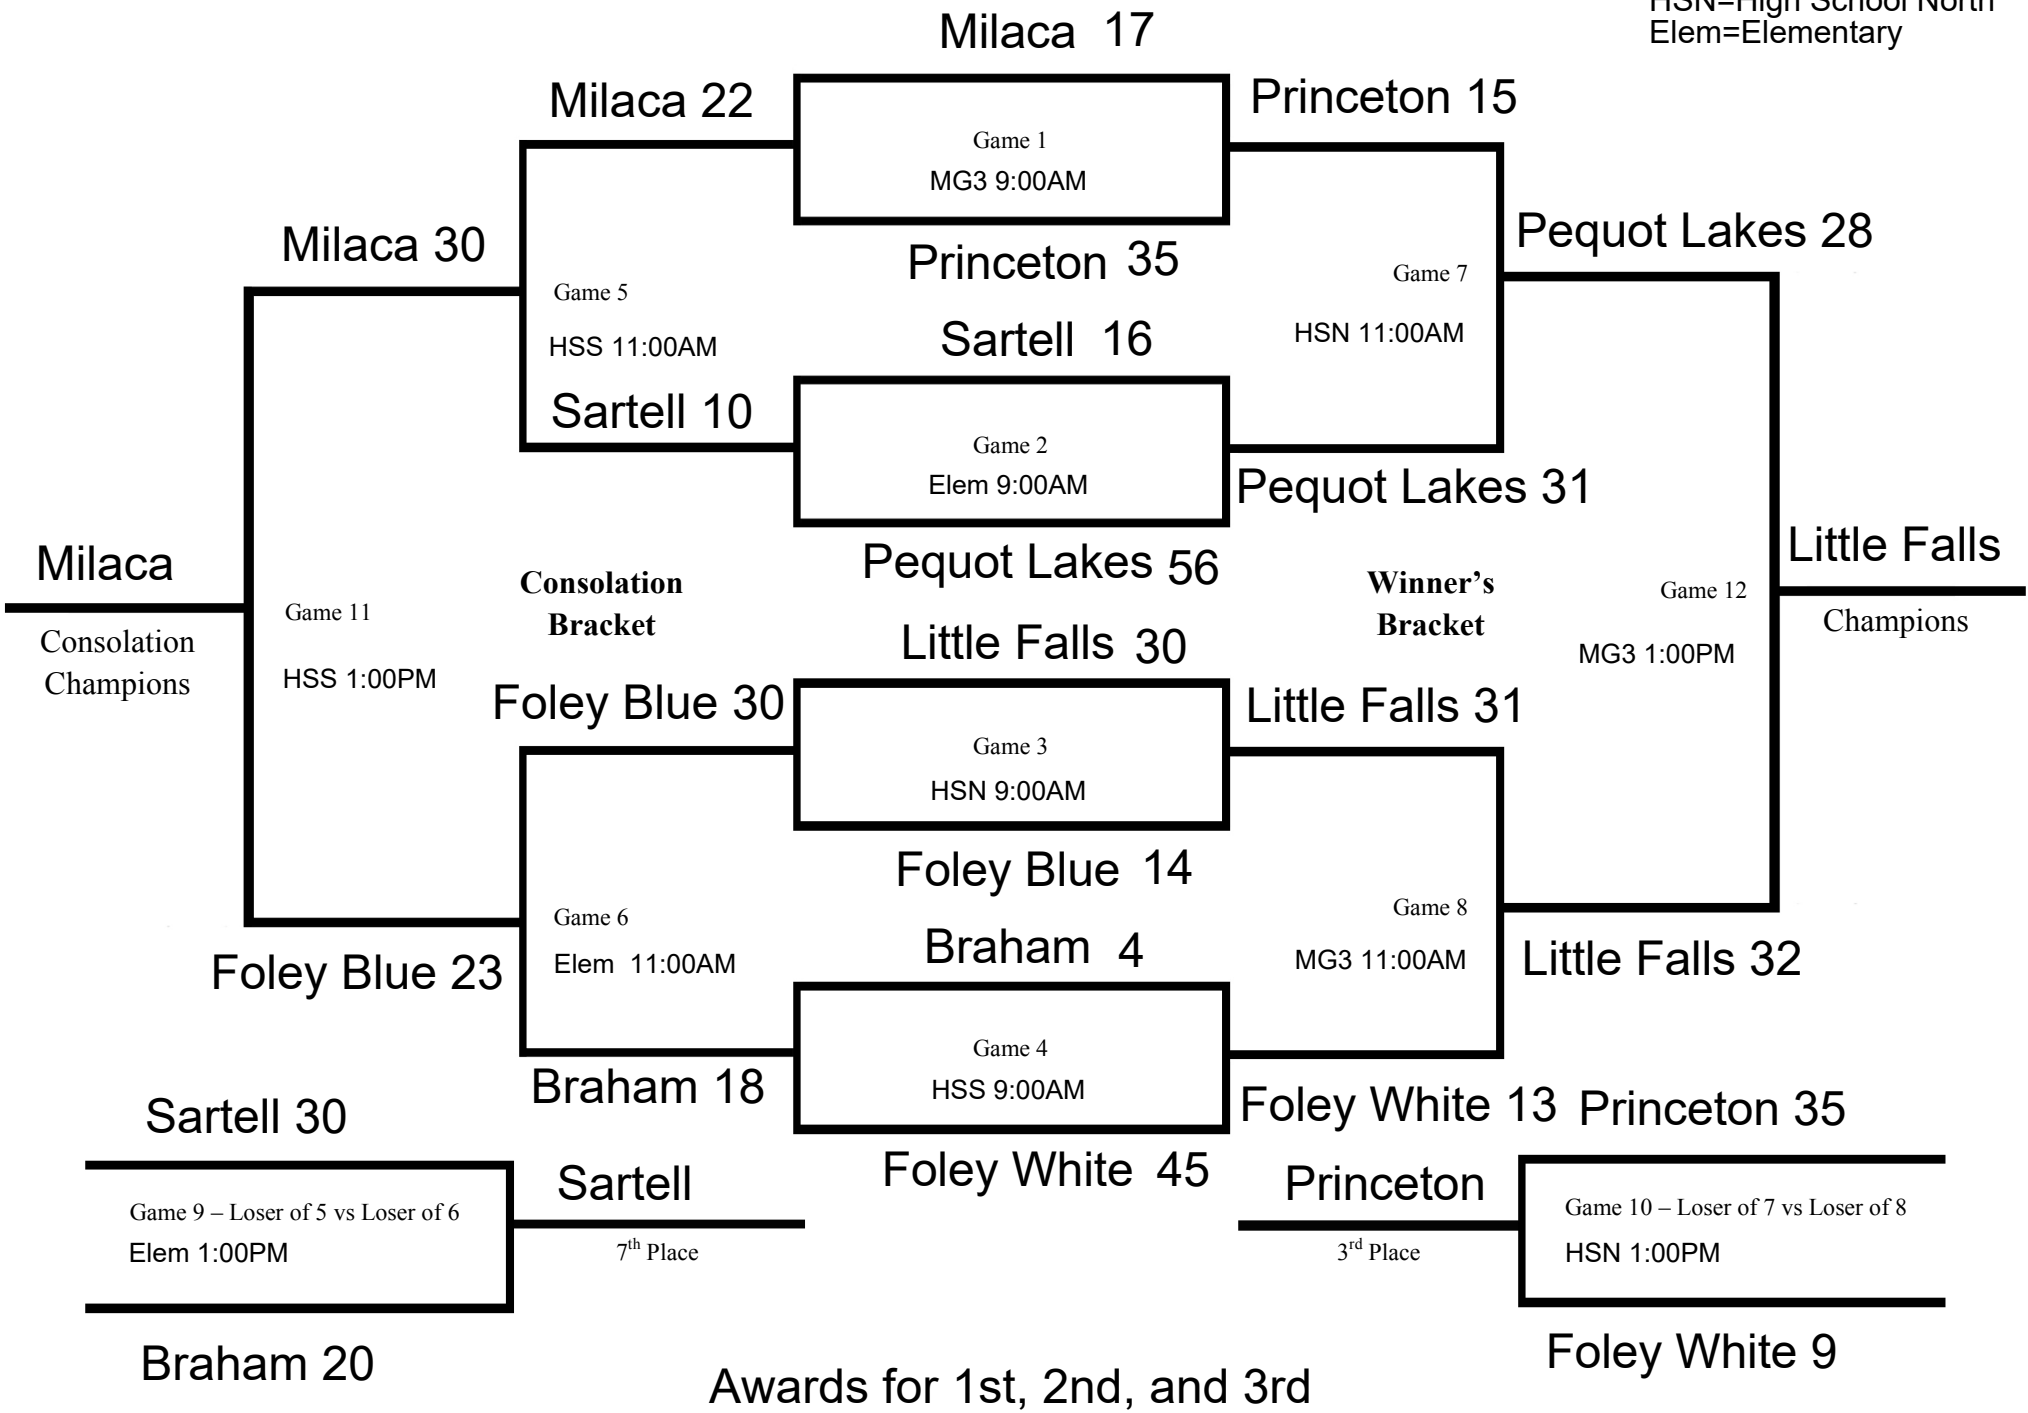 HSN=High School North
Elem=Elementary
Milaca 17
Milaca 22
Game 1
MG3 9:00AM
Princeton 15
Princeton 35
Milaca 30
Game 5
HSS 11:00AM
Sartell 10
Sartell 16
Game 2
Elem 9:00AM
Pequot Lakes 56
Game 7
HSN 11:00AM
Pequot Lakes 28
Pequot Lakes 31
Milaca
Consolation
Champions
Game 11
HSS 1:00PM
Consolation
Bracket
Winner’s
Bracket
Game 12
MG3 1:00PM
Little Falls
Champions
Little Falls 30
Foley Blue 30
Game 3
HSN 9:00AM
Little Falls 31
Foley Blue 14
Foley Blue 23
Game 6
Elem 11:00AM
Braham 18
Braham 4
Game 4
HSS 9:00AM
Foley White 45
Game 8
MG3 11:00AM
Little Falls 32
Foley White 13
Sartell 30
Game 9 – Loser of 5 vs Loser of 6
Elem 1:00PM
Braham 20
Sartell
7th Place
Princeton
3rd Place
Princeton 35
Game 10 – Loser of 7 vs Loser of 8
HSN 1:00PM
Foley White 9
Awards for 1st, 2nd, and 3rd